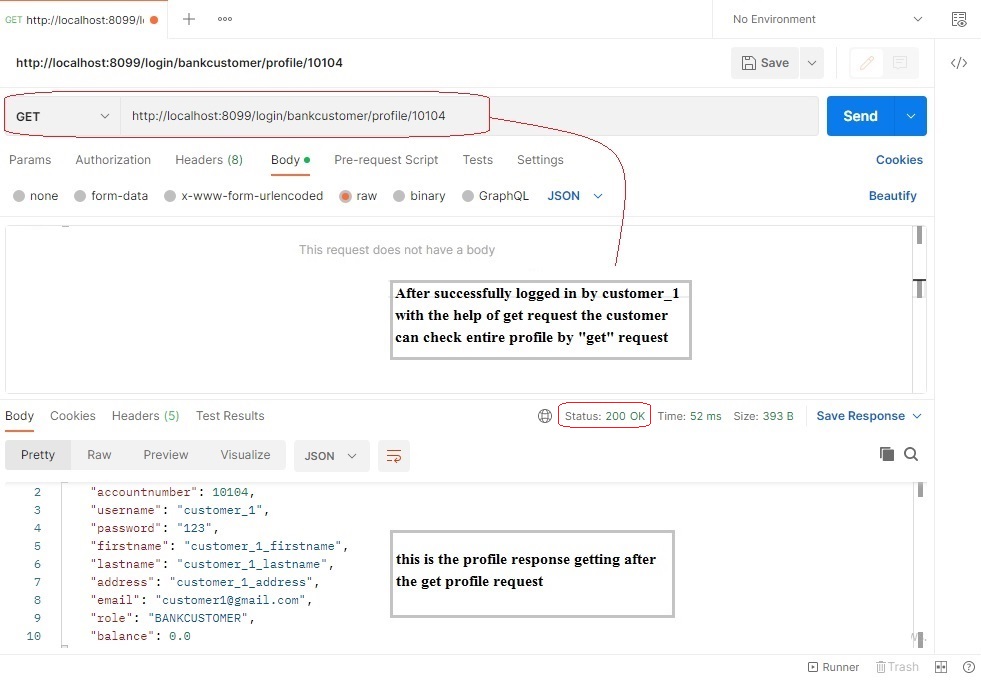 GET http://localhost:8099/l
No Environment
http://localhost:8099/login/bankcustomer/profile/10104
Save
</>
GET http://localhost:8099/login/bankcustomer/profile/10104
Send
Params Authorization Headers (8) Body Pre-request Script Tests Settings Cookies
none form-data x-www-form-urlencoded raw binary GraphQL JSON Beautify
This request does not have a body
After successfully logged in by customer_1
with the help of get request the customer
can check entire profile by "get" request
Body Cookies Headers (5) Test Results Status: 200 OK Time: 52 ms Size: 393 B Save Response
Pretty Raw Preview Visualize JSON
2 "accountnumber": 10104,
3 "username": "customer_1",
4 "password": "123",
5 "firstname": "customer_1_firstname",
6 "lastname": "customer_1_lastname",
7 "address": "customer_1_address",
8 "email": "customer1@gmail.com",
9 "role": "BANKCUSTOMER",
10 "balance": 0.0
this is the profile response getting after
the get profile request
Runner Trash